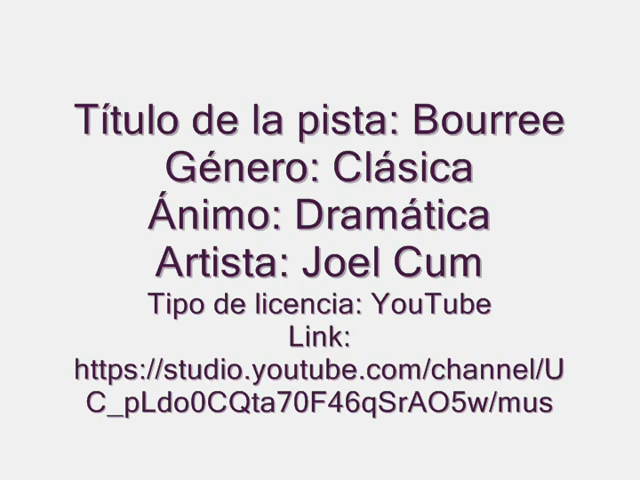 Título de la pista: Bourree
Género: Clásica
Ánimo: Dramática
Artista: Joel Cum
Tipo de licencia: YouTube
Link:
https://studio.youtube.com/channel/U
C_pLdo0CQta70F46qSrAO5w/mus